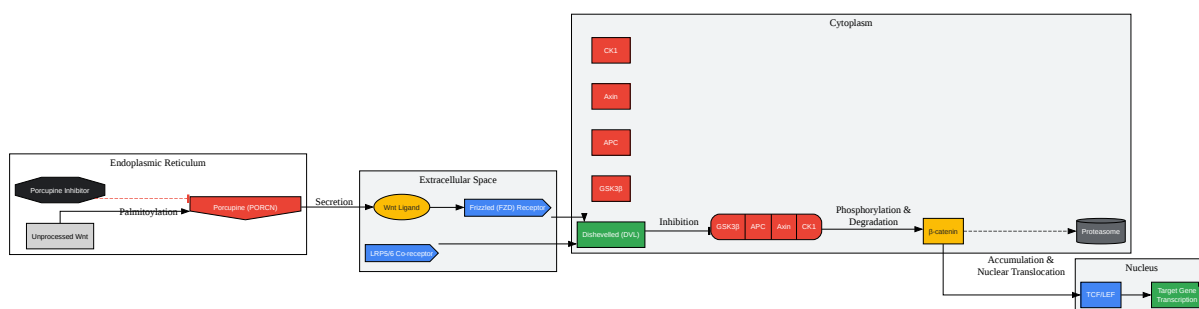 Cytoplasm
CK1
Axin
APC
GSK3β
Endoplasmic Reticulum
Porcupine Inhibitor
Palmitoylation
Porcupine (PORCN)
Unprocessed Wnt
Secretion
Extracellular Space
Wnt Ligand
Frizzled (FZD) Receptor
LRP5/6 Co-receptor
Dishevelled (DVL)
Inhibition
GSK3β
APC
Axin
CK1
Phosphorylation &
Degradation
β-catenin
Proteasome
Accumulation &
Nuclear Translocation
Nucleus
TCF/LEF
Target Gene
Transcription